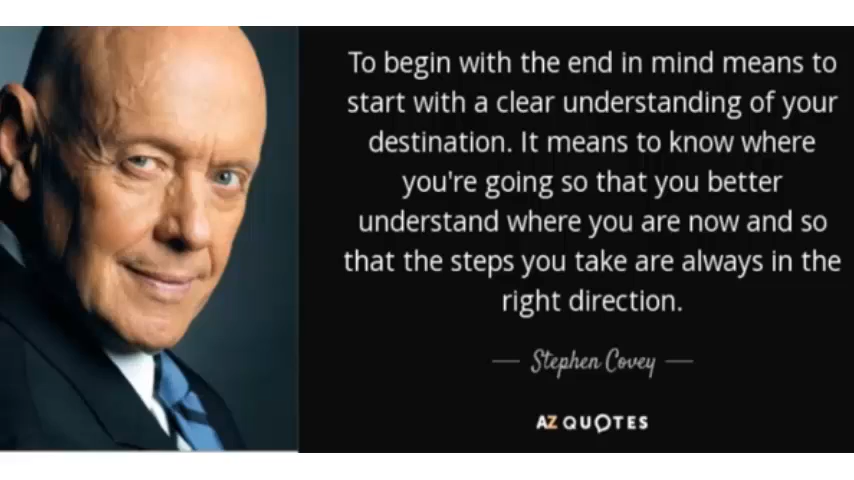 To begin with the end in mind means to
start with a clear understanding of your
destination. It means to know where
you're going so that you better
understand where you are now and so
that the steps you take are always in the
right direction.
— Stephen Covey —
AZ QUOTES